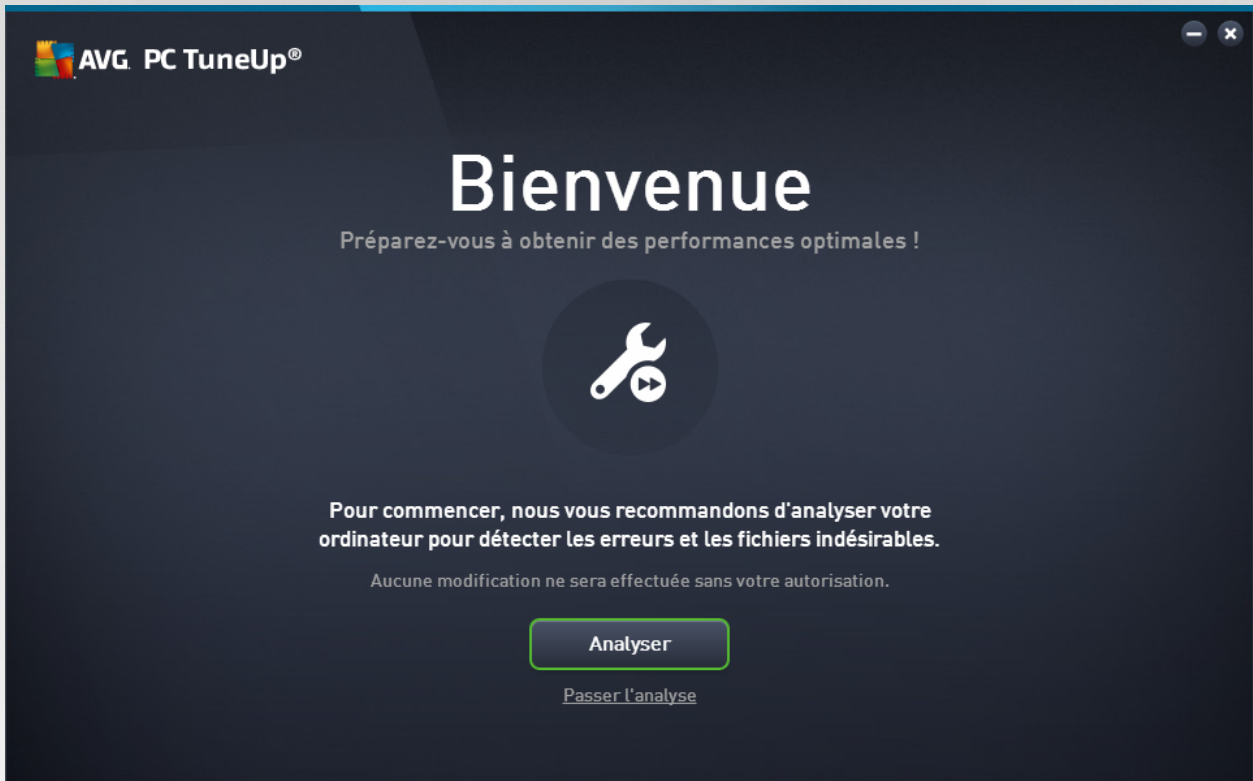 AVG. PC TuneUp®
Bienvenue
Préparez-vous à obtenir des performances optimales !
Pour commencer, nous vous recommandons d'analyser votre
ordinateur pour détecter les erreurs et les fichiers indésirables.
Aucune modification ne sera effectuée sans votre autorisation.
Analyser
Passer l'analyse